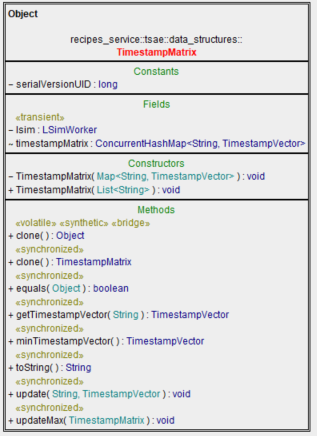 Object
recipes_service::tsae::data_structures::
TimestampMatrix
Constants
– serialVersionUID : long
Fields
«transient»
– lsim : LSimWorker
~ timestampMatrix : ConcurrentHashMap<String, TimestampVector>
Constructors
– TimestampMatrix( Map<String, TimestampVector> ) : void
+ TimestampMatrix( List<String> ) : void
Methods
«volatile» «synthetic» «bridge»
+ clone( ) : Object
«synchronized»
+ clone( ) : TimestampMatrix
«synchronized»
+ equals( Object ) : boolean
«synchronized»
+ getTimestampVector( String ) : TimestampVector
«synchronized»
+ minTimestampVector( ) : TimestampVector
«synchronized»
+ toString( ) : String
«synchronized»
+ update( String, TimestampVector ) : void
«synchronized»
+ updateMax( TimestampMatrix ) : void